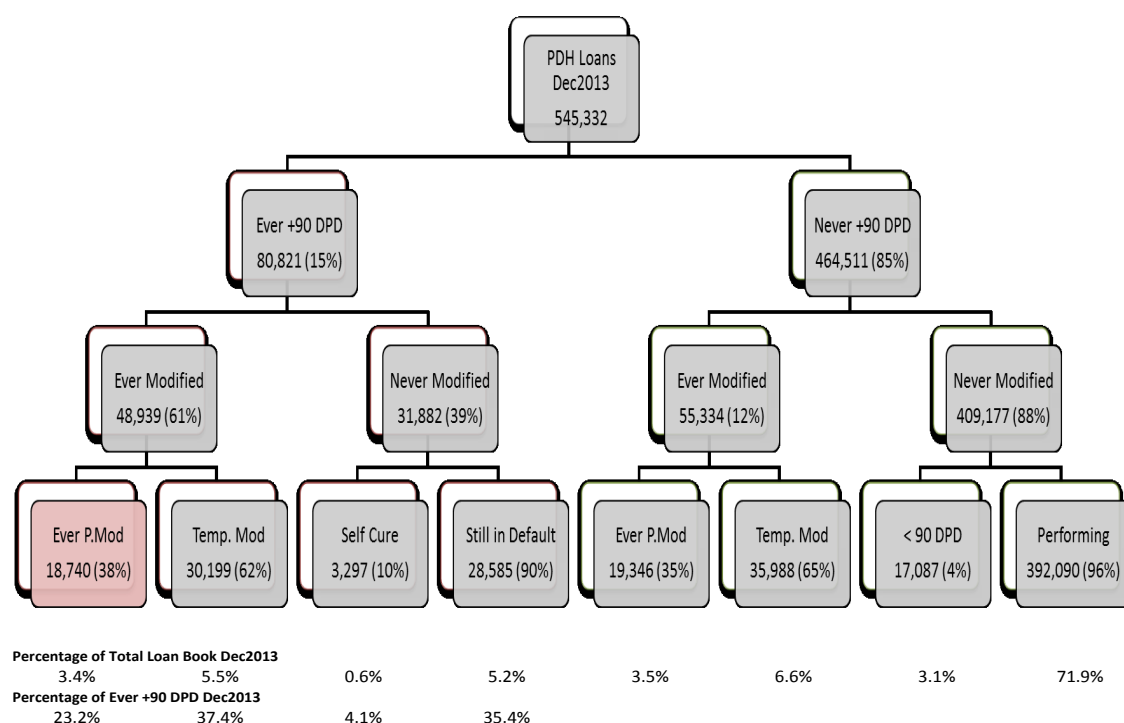 PDH Loans
Dec2013
545,332
Ever +90 DPD
80,821 (15%)
Never +90 DPD
464,511 (85%)
Ever Modified
48,939 (61%)
Never Modified
31,882 (39%)
Ever Modified
55,334 (12%)
Never Modified
409,177 (88%)
Ever P.Mod
18,740 (38%)
Temp. Mod
30,199 (62%)
Self Cure
3,297 (10%)
Still in Default
28,585 (90%)
Ever P.Mod
19,346 (35%)
Temp. Mod
35,988 (65%)
< 90 DPD
17,087 (4%)
Performing
392,090 (96%)
Percentage of Total Loan Book Dec2013
3.4% 5.5% 0.6% 5.2% 3.5% 6.6% 3.1% 71.9%
Percentage of Ever +90 DPD Dec2013
23.2% 37.4% 4.1% 35.4%